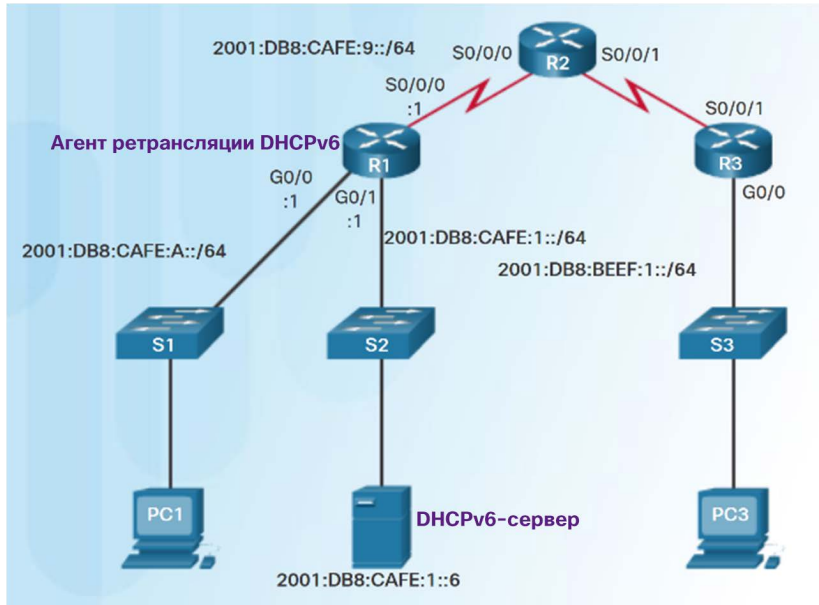 2001:DB8:CAFE:9::/64
S0/0/0
R2
S0/0/1
S0/0/0
:1
S0/0/1
Агент ретрансляции DHCPv6
R1
R3
G0/0
:1
G0/1
:1
G0/0
2001:DB8:CAFE:A::/64
2001:DB8:CAFE:1::/64
2001:DB8:BEEF:1::/64
S1
S2
S3
PC1
DHCPv6-сервер
PC3
2001:DB8:CAFE:1::6